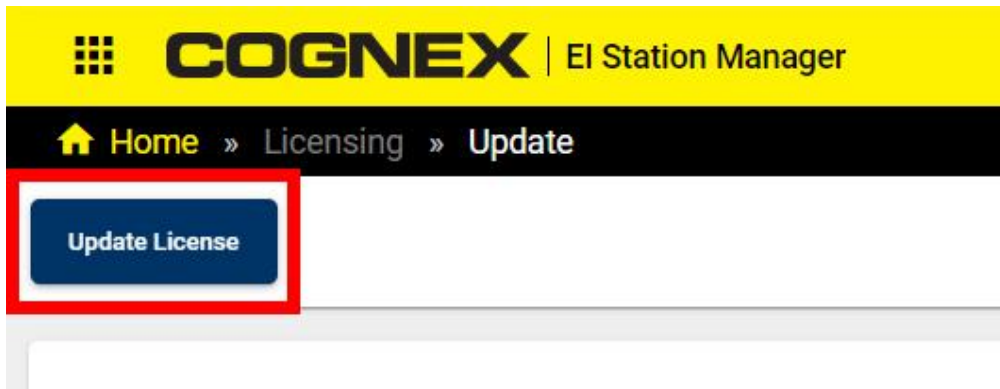 COGNEX | EI Station Manager
Home » Licensing » Update
Update License